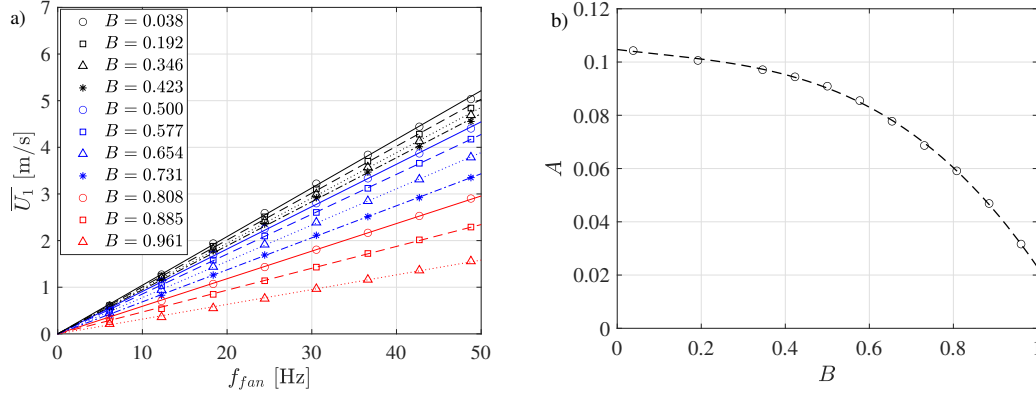 a)
B = 0.038
B = 0.192
B = 0.346
B = 0.423
B = 0.500
B = 0.577
B = 0.654
B = 0.731
B = 0.808
B = 0.885
B = 0.961
7
6
5
4
3
2
1
0
0 10 20 30 40 50
f_fan [Hz]
U̅₁ [m/s]
b)
0.12
0.1
0.08
0.06
0.04
0.02
0
0 0.2 0.4 0.6 0.8 1
B
A